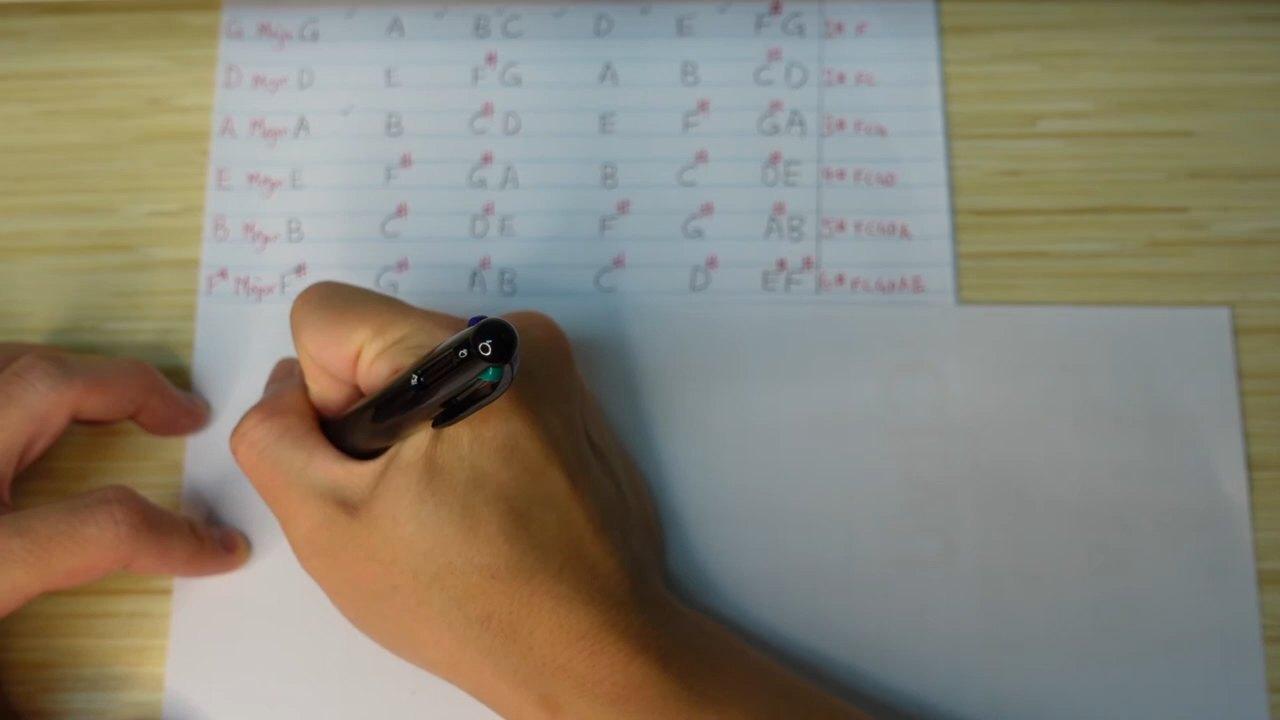 G Major G A B C D E F# G 1# F
D Major D E F# G A B C# D 2# FC
A Major A B C# D E F# G# A 3# FCG
E Major E F# G# A B C# D# E 4# FCGD
B Major B C# D# E F# G# A# B 5# FCGDA
F# Major F# G# A# B C# D# E# F# 6# FCGDAE